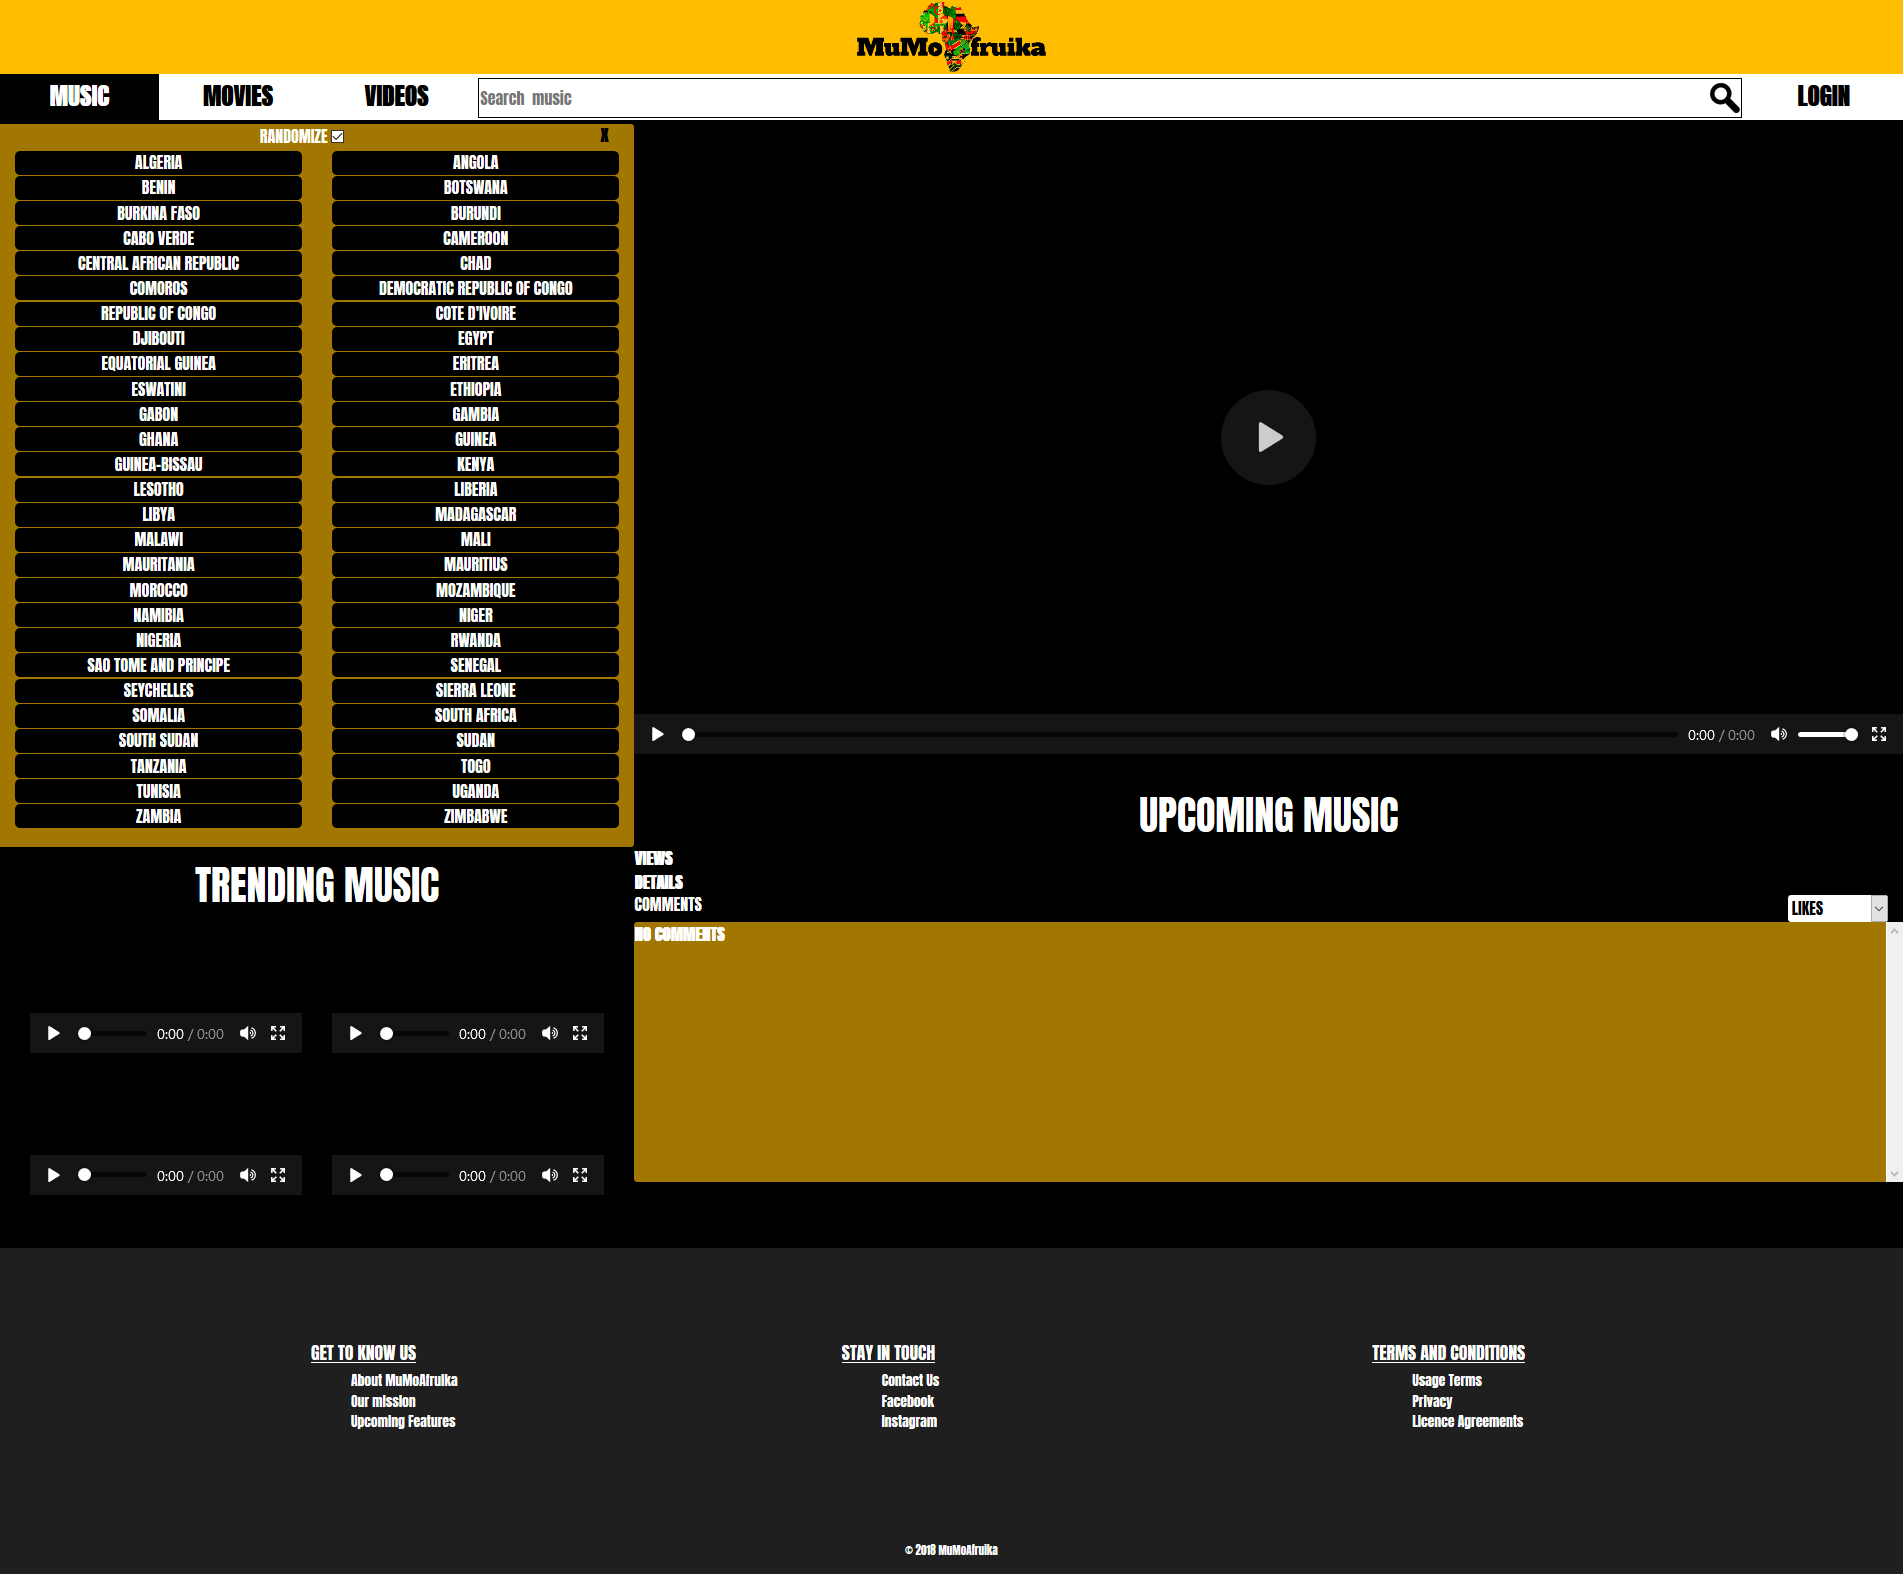 MuMoAfruika
MUSIC MOVIES VIDEOS Search music LOGIN
RANDOMIZE X
ALGERIA ANGOLA
BENIN BOTSWANA
BURKINA FASO BURUNDI
CABO VERDE CAMEROON
CENTRAL AFRICAN REPUBLIC CHAD
COMOROS DEMOCRATIC REPUBLIC OF CONGO
REPUBLIC OF CONGO COTE D'IVOIRE
DJIBOUTI EGYPT
EQUATORIAL GUINEA ERITREA
ESWATINI ETHIOPIA
GABON GAMBIA
GHANA GUINEA
GUINEA-BISSAU KENYA
LESOTHO LIBERIA
LIBYA MADAGASCAR
MALAWI MALI
MAURITANIA MAURITIUS
MOROCCO MOZAMBIQUE
NAMIBIA NIGER
NIGERIA RWANDA
SAO TOME AND PRINCIPE SENEGAL
SEYCHELLES SIERRA LEONE
SOMALIA SOUTH AFRICA
SOUTH SUDAN SUDAN
TANZANIA TOGO
TUNISIA UGANDA
ZAMBIA ZIMBABWE
0:00 / 0:00
UPCOMING MUSIC
VIEWS
DETAILS
COMMENTS
LIKES
NO COMMENTS
TRENDING MUSIC
0:00 / 0:00 0:00 / 0:00
0:00 / 0:00 0:00 / 0:00
GET TO KNOW US
About MuMoAfruika
Our mission
Upcoming Features
STAY IN TOUCH
Contact Us
Facebook
Instagram
TERMS AND CONDITIONS
Usage Terms
Privacy
Licence Agreements
© 2018 MuMoAfruika